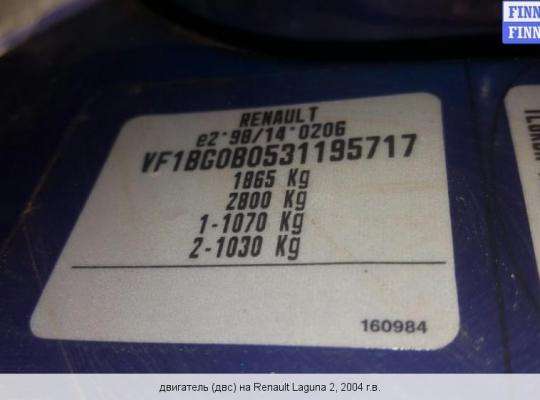 FINN
FINN
RENAULT
e2*98/14*0206
VF1BG0B0531195717
1865 Kg
2800 Kg
1-1070 Kg
2-1030 Kg
160984
двигатель (двс) на Renault Laguna 2, 2004 г.в.